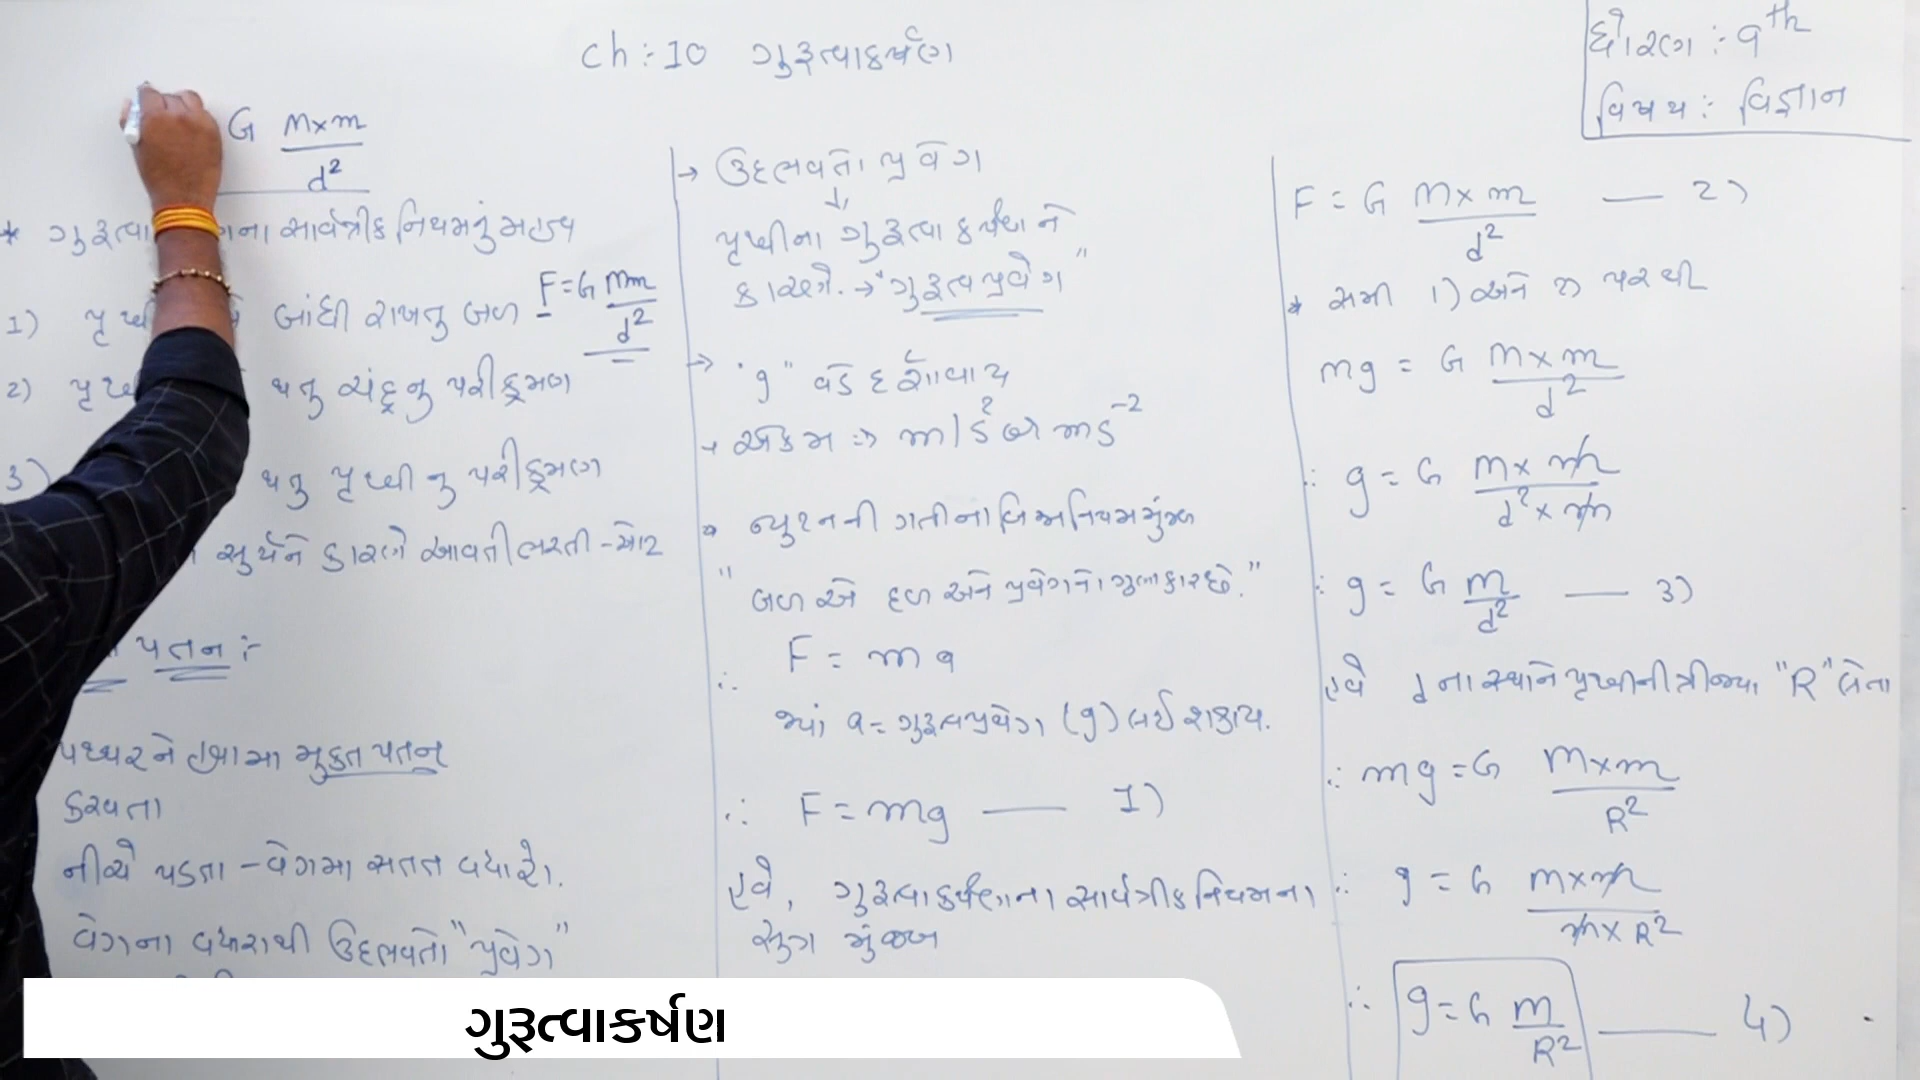 ch :- 10 ગુરુત્વાકર્ષણ
ધોરણ :- 9th
વિષય : વિજ્ઞાન
G M×m / d²
* ગુરુત્વા ના સાર્વત્રીક નિયમનું મહત્વ
1) પૃથ્વી બાંધી રાખતુ બળ F=G Mm / d²
2) પૃથ્વી થતુ ચંદ્રનુ પરીક્રમણ
3) થતુ પૃથ્વી નુ પરીક્રમણ
સુર્યને કારણે આવતી ભરતી-ઓટ
પતન :-
પથ્થરને હવામા મુક્ત પતન
કરાવતા
નીચે પડતા - વેગમા સતત વધારો.
વેગના વધારાથી ઉદ્દભવતો "પ્રવેગ"
→ ઉદ્દભવતો પ્રવેગ
↓
પૃથ્વીના ગુરુત્વાકર્ષણને
કારણે. → "ગુરુત્વપ્રવેગ"
→ "g" વડે દર્શાવાય
→ એકમ ⇒ m/s² અને ms⁻²
* ન્યુટનની ગતીના બિજા નિયમ મુંજબ
"બળ એ દળ અને પ્રવેગનો ગુણાકાર છે."
∴ F = ma
જ્યાં a = ગુરુત્વપ્રવેગ (g) લઈ શકાય.
∴ F = mg — 1)
હવે, ગુરુત્વાકર્ષણના સાર્વત્રીક નિયમના
સુત્ર મુંજબ
F = G M×m / d² — 2)
* સમી 1) અને 2) પરથી
mg = G M×m / d²
∴ g = G M×m / d²×m
∴ g = G M / d² — 3)
હવે d ના સ્થાને પૃથ્વીની ત્રીજ્યા "R" લેતા
∴ mg = G M×m / R²
∴ g = G M×m / m×R²
∴ g = G M / R² — 4)
ગુરુત્વાકર્ષણ